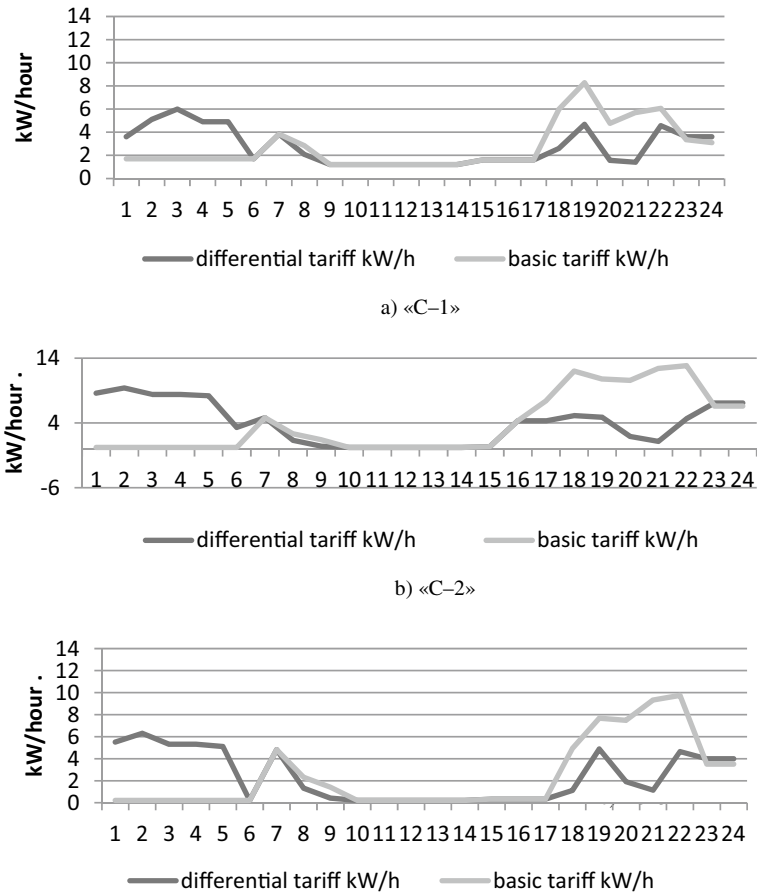 14
12
10
8
6
4
2
0
kW/hour
1 2 3 4 5 6 7 8 9 10 11 12 13 14 15 16 17 18 19 20 21 22 23 24
differential tariff kW/h basic tariff kW/h
a) «C–1»
14
4
-6
kW/hour .
1 2 3 4 5 6 7 8 9 10 11 12 13 14 15 16 17 18 19 20 21 22 23 24
differential tariff kW/h basic tariff kW/h
b) «C–2»
14
12
10
8
6
4
2
0
kW/hour .
1 2 3 4 5 6 7 8 9 10 11 12 13 14 15 16 17 18 19 20 21 22 23 24
differential tariff kW/h basic tariff kW/h